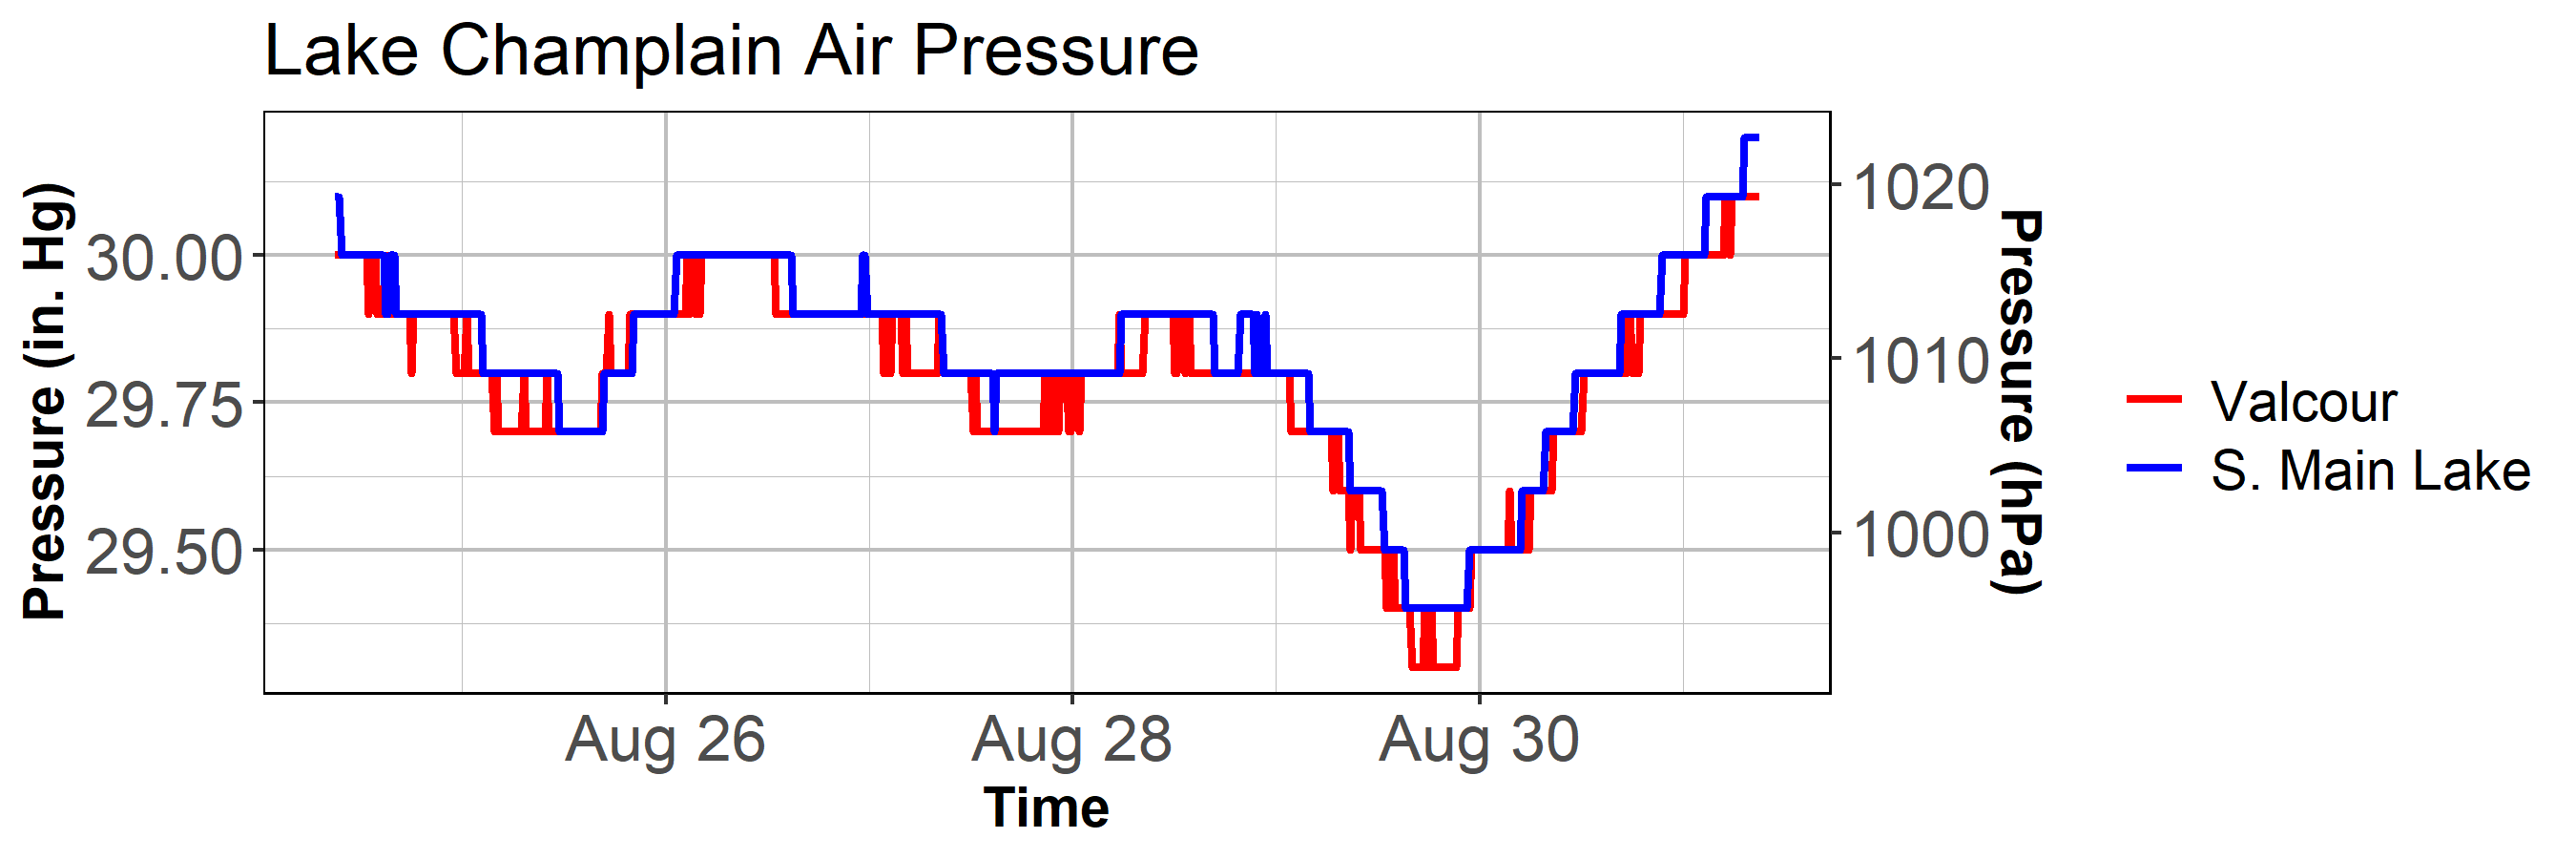 Lake Champlain Air Pressure
Pressure (in. Hg)
30.00
29.75
29.50
1020
1010
1000
Pressure (hPa)
Valcour
S. Main Lake
Aug 26
Aug 28
Aug 30
Time